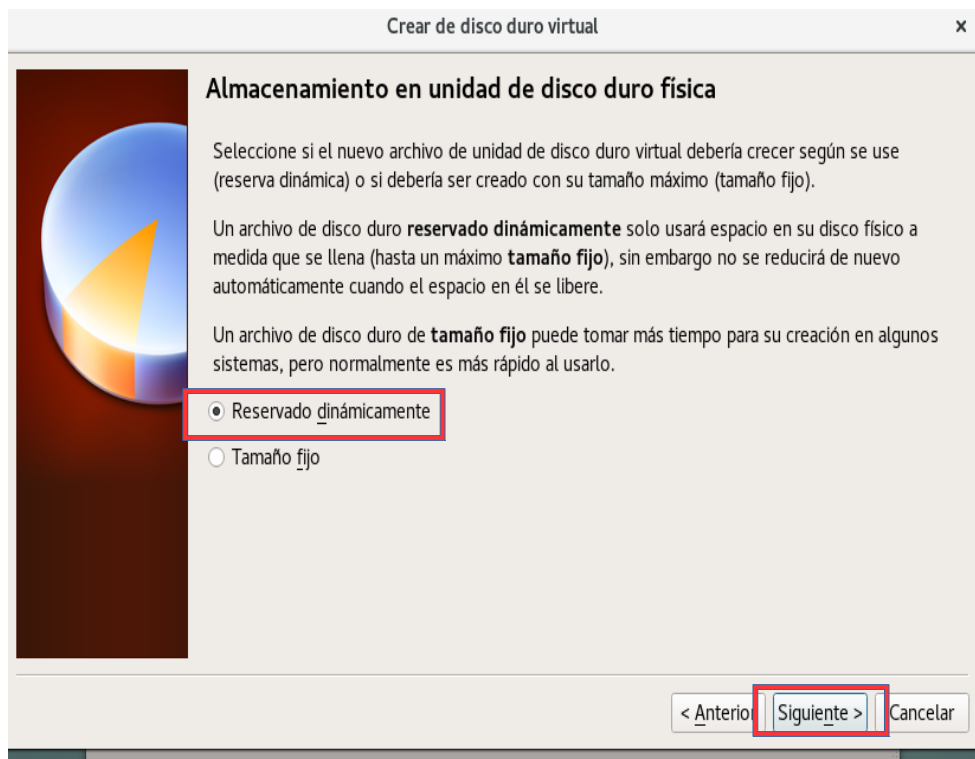 Crear de disco duro virtual
Almacenamiento en unidad de disco duro física
Seleccione si el nuevo archivo de unidad de disco duro virtual debería crecer según se use
(reserva dinámica) o si debería ser creado con su tamaño máximo (tamaño fijo).
Un archivo de disco duro reservado dinámicamente solo usará espacio en su disco físico a
medida que se llena (hasta un máximo tamaño fijo), sin embargo no se reducirá de nuevo
automáticamente cuando el espacio en él se libere.
Un archivo de disco duro de tamaño fijo puede tomar más tiempo para su creación en algunos
sistemas, pero normalmente es más rápido al usarlo.
Reservado dinámicamente
Tamaño fijo
< Anterior Siguiente > Cancelar